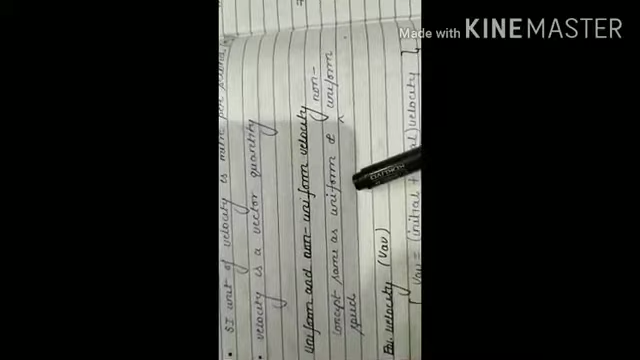 Made with KINEMASTER
• SI unit of velocity is
• velocity is a vector quantity
Uniform and non-uniform velocity
Concept same as uniform & non-
uniform
speed
velocity (Vav)
Vav = (initial + velocity